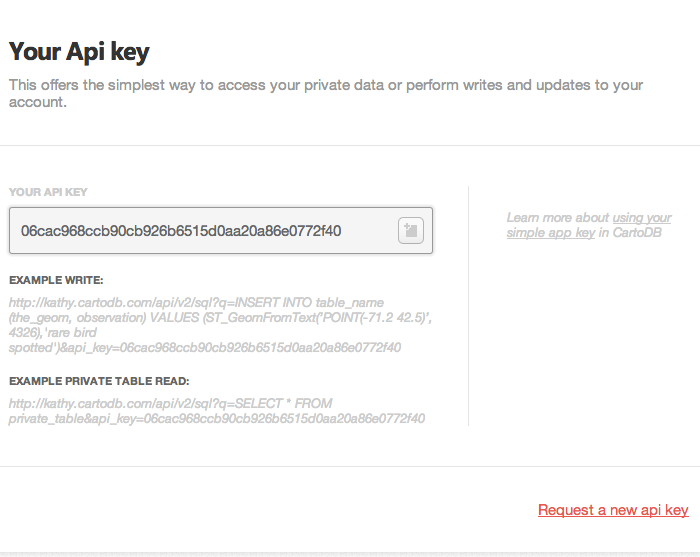 Your Api key
This offers the simplest way to access your private data or perform writes and updates to your
account.
YOUR API KEY
06cac968ccb90cb926b6515d0aa20a86e0772f40
Learn more about using your
simple app key in CartoDB
EXAMPLE WRITE:
http://kathy.cartodb.com/api/v2/sql?q=INSERT INTO table_name
(the_geom, observation) VALUES (ST_GeomFromText('POINT(-71.2 42.5)',
4326),'rare bird
spotted')&api_key=06cac968ccb90cb926b6515d0aa20a86e0772f40
EXAMPLE PRIVATE TABLE READ:
http://kathy.cartodb.com/api/v2/sql?q=SELECT * FROM
private_table&api_key=06cac968ccb90cb926b6515d0aa20a86e0772f40
Request a new api key